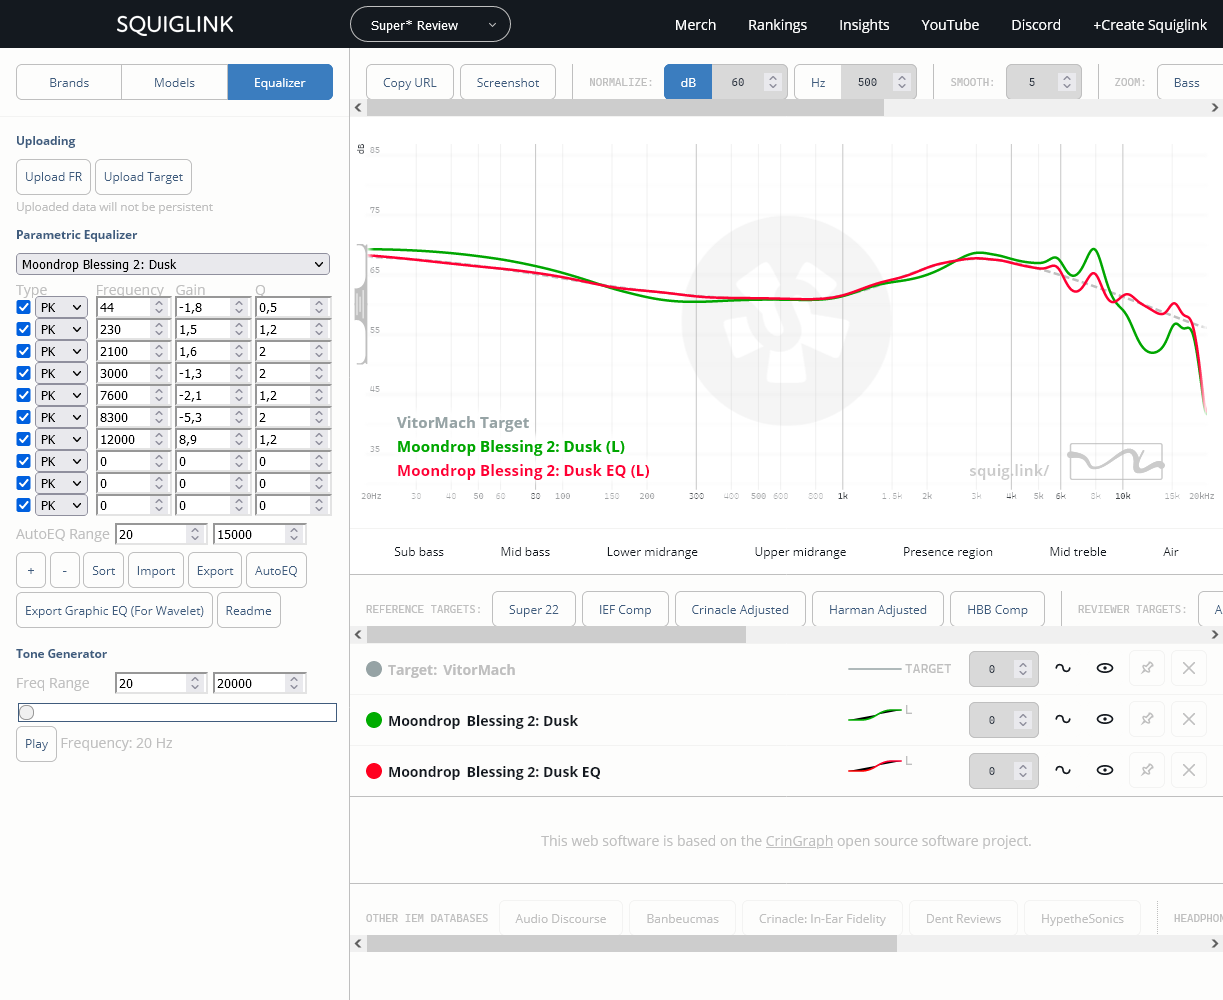 SQUIGLINK
Super* Review
Merch Rankings Insights YouTube Discord +Create Squiglink
Brands Models Equalizer
Copy URL Screenshot NORMALIZE: dB 60 Hz 500 SMOOTH: 5 ZOOM: Bass
Uploading
Upload FR Upload Target
Uploaded data will not be persistent
Parametric Equalizer
Moondrop Blessing 2: Dusk
Type Frequency Gain Q
PK 44 -1,8 0,5
PK 230 1,5 1,2
PK 2100 1,6 2
PK 3000 -1,3 2
PK 7600 -2,1 1,2
PK 8300 -5,3 2
PK 12000 8,9 1,2
PK 0 0 0
PK 0 0 0
PK 0 0 0
AutoEQ Range 20 15000
+ - Sort Import Export AutoEQ
Export Graphic EQ (For Wavelet) Readme
Tone Generator
Freq Range 20 20000
Play Frequency: 20 Hz
dB
85
75
65
55
45
35
VitorMach Target
Moondrop Blessing 2: Dusk (L)
Moondrop Blessing 2: Dusk EQ (L)
squig.link/
20Hz 30 40 50 60 80 100 150 200 300 400 500 600 800 1k 1.5k 2k 3k 4k 5k 6k 8k 10k 15k 20kHz
Sub bass Mid bass Lower midrange Upper midrange Presence region Mid treble Air
REFERENCE TARGETS: Super 22 IEF Comp Crinacle Adjusted Harman Adjusted HBB Comp REVIEWER TARGETS: A
Target: VitorMach TARGET 0
Moondrop Blessing 2: Dusk L 0
Moondrop Blessing 2: Dusk EQ L 0
This web software is based on the CrinGraph open source software project.
OTHER IEM DATABASES Audio Discourse Banbeucmas Crinacle: In-Ear Fidelity Dent Reviews HypetheSonics HEADPHON